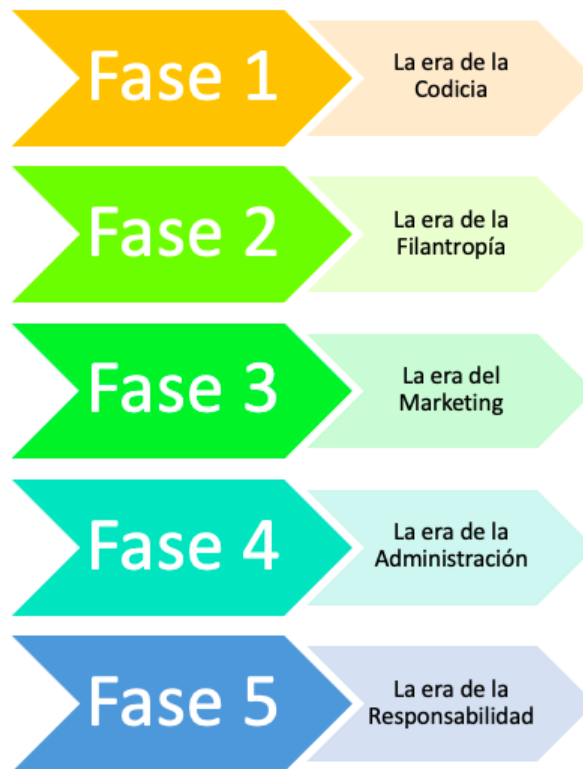 Fase 1
La era de la
Codicia
Fase 2
La era de la
Filantropía
Fase 3
La era del
Marketing
Fase 4
La era de la
Administración
Fase 5
La era de la
Responsabilidad